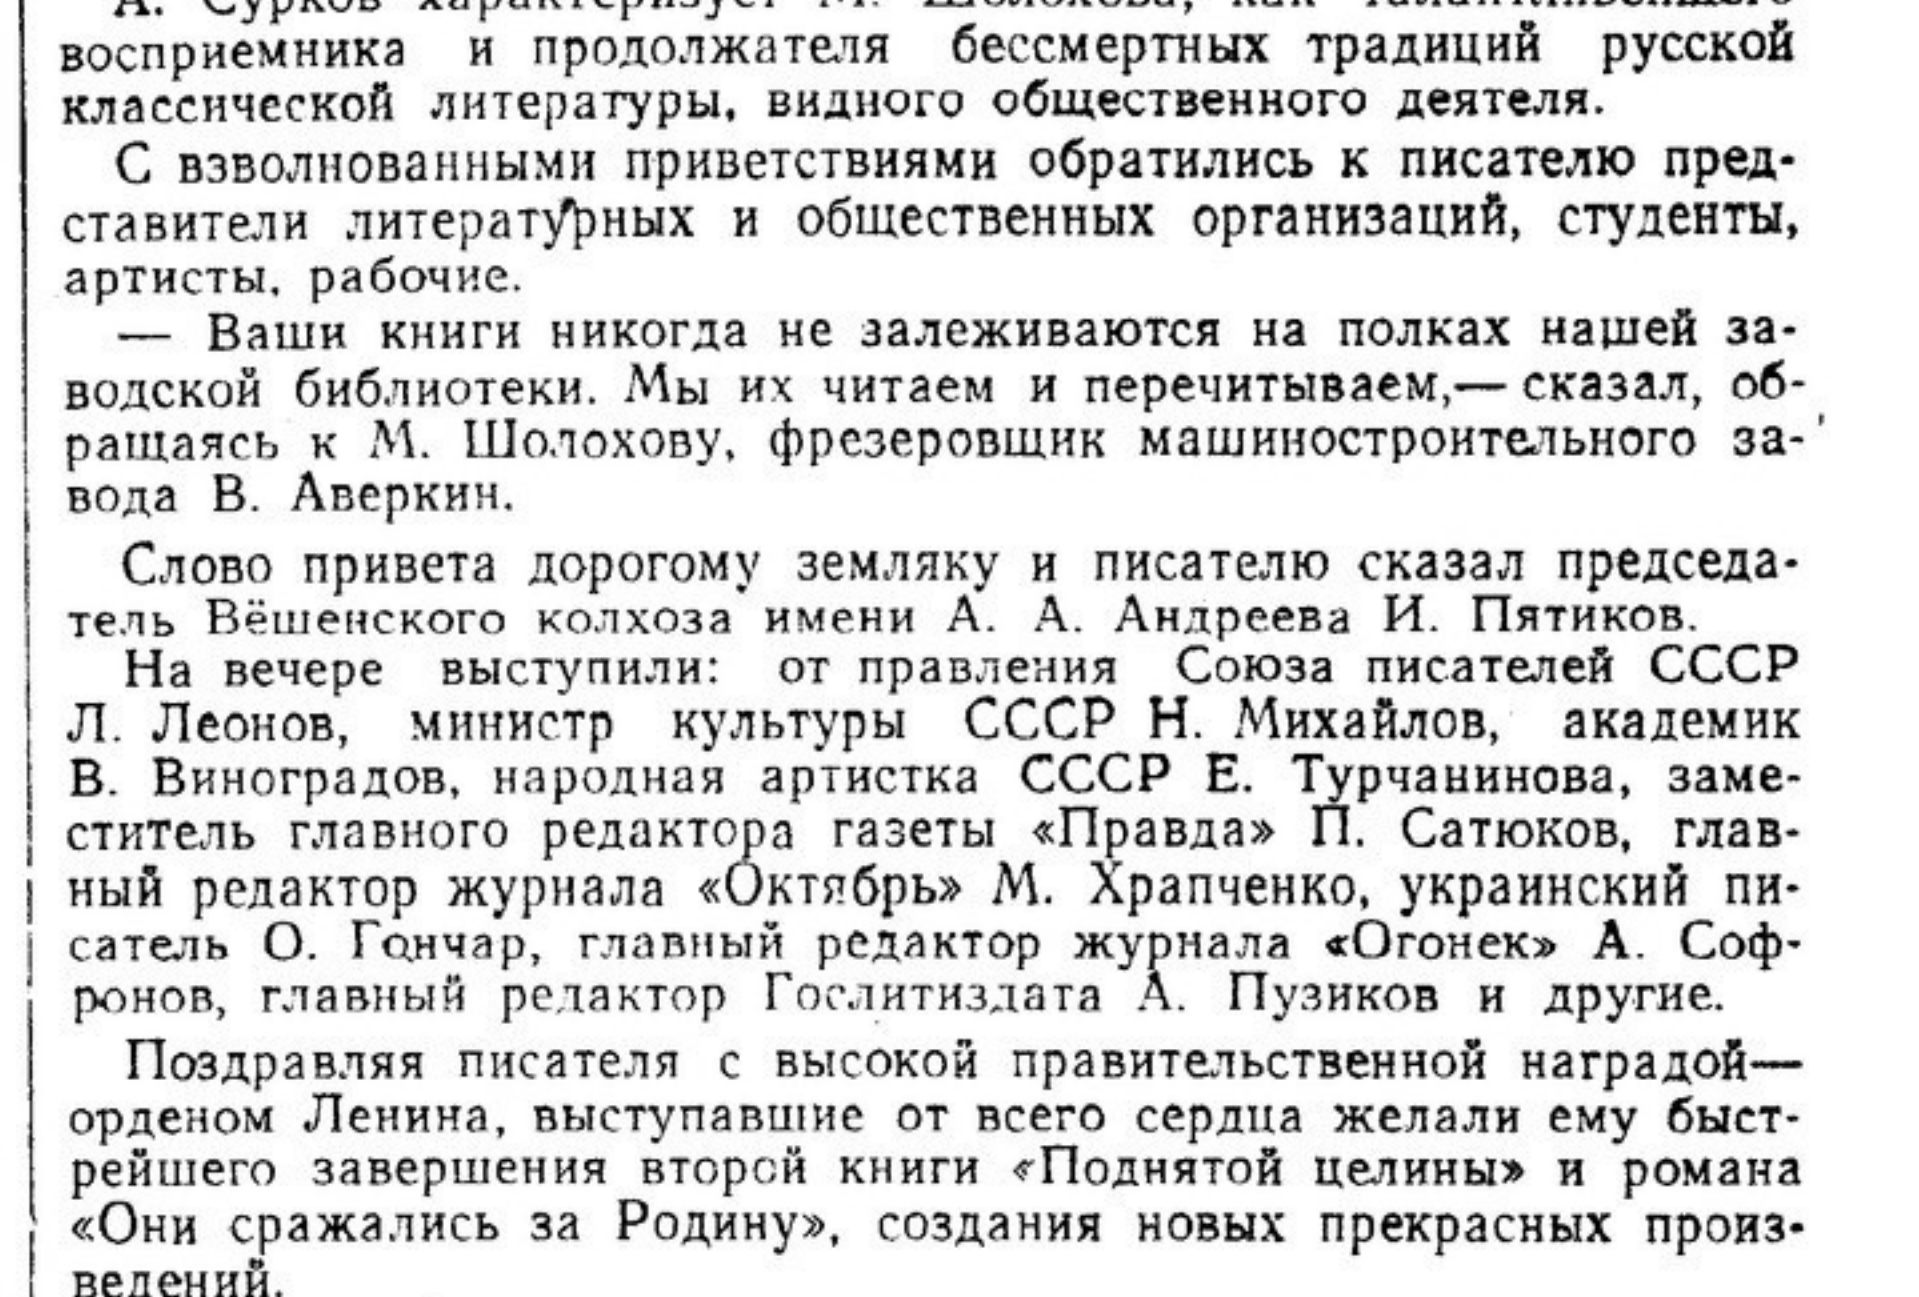 А. Сурков характеризует М. Шолохова, как талантливейшего
восприемника и продолжателя бессмертных традиций русской
классической литературы, видного общественного деятеля.
С взволнованными приветствиями обратились к писателю пред-
ставители литературных и общественных организаций, студенты,
артисты, рабочие.
— Ваши книги никогда не залеживаются на полках нашей за-
водской библиотеки. Мы их читаем и перечитываем,— сказал, об-
ращаясь к М. Шолохову, фрезеровщик машиностроительного за-
вода В. Аверкин.
Слово привета дорогому земляку и писателю сказал председа-
тель Вёшенского колхоза имени А. А. Андреева И. Пятиков.
На вечере выступили: от правления Союза писателей СССР
Л. Леонов, министр культуры СССР Н. Михайлов, академик
В. Виноградов, народная артистка СССР Е. Турчанинова, заме-
ститель главного редактора газеты «Правда» П. Сатюков, глав-
ный редактор журнала «Октябрь» М. Храпченко, украинский пи-
сатель О. Гончар, главный редактор журнала «Огонек» А. Соф-
ронов, главный редактор Гослитиздата А. Пузиков и другие.
Поздравляя писателя с высокой правительственной наградой—
орденом Ленина, выступавшие от всего сердца желали ему быст-
рейшего завершения второй книги «Поднятой целины» и романа
«Они сражались за Родину», создания новых прекрасных произ-
ведений.